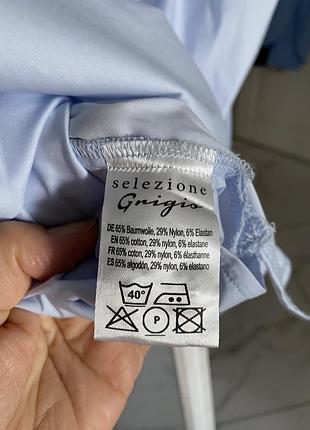 selezione
Grigio
DE 65% Baumwolle, 29% Nylon, 6% Elastan
EN 65% cotton, 29% nylon, 6% elastane
FR 65% coton, 29% nylon, 6% élasthanne
ES 65% algodón, 29% nylon, 6% elastano
40°
P